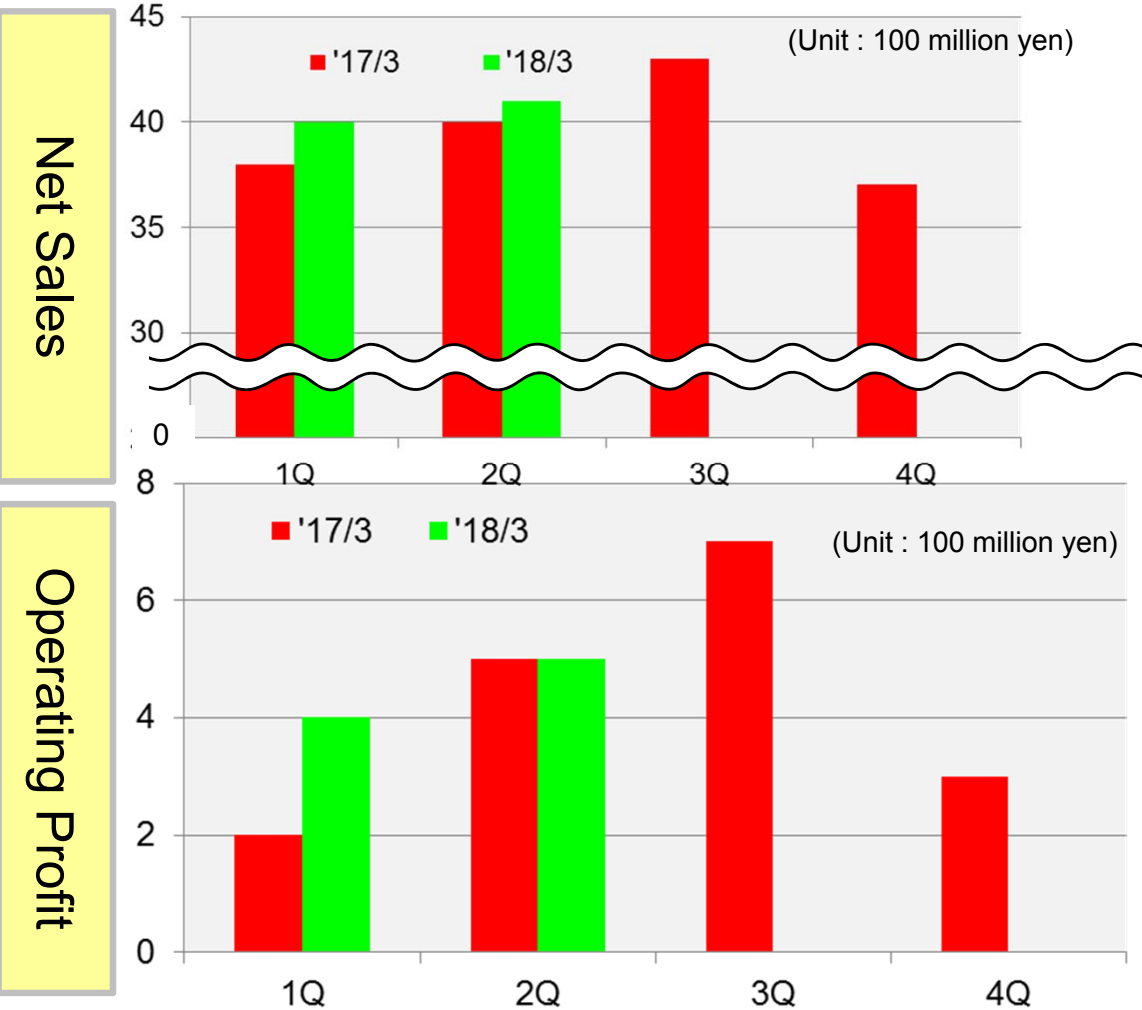 Net Sales
45
40
35
30
0
(Unit : 100 million yen)
'17/3 '18/3
1Q 2Q 3Q 4Q
Operating Profit
8
6
4
2
0
'17/3 '18/3
(Unit : 100 million yen)
1Q 2Q 3Q 4Q